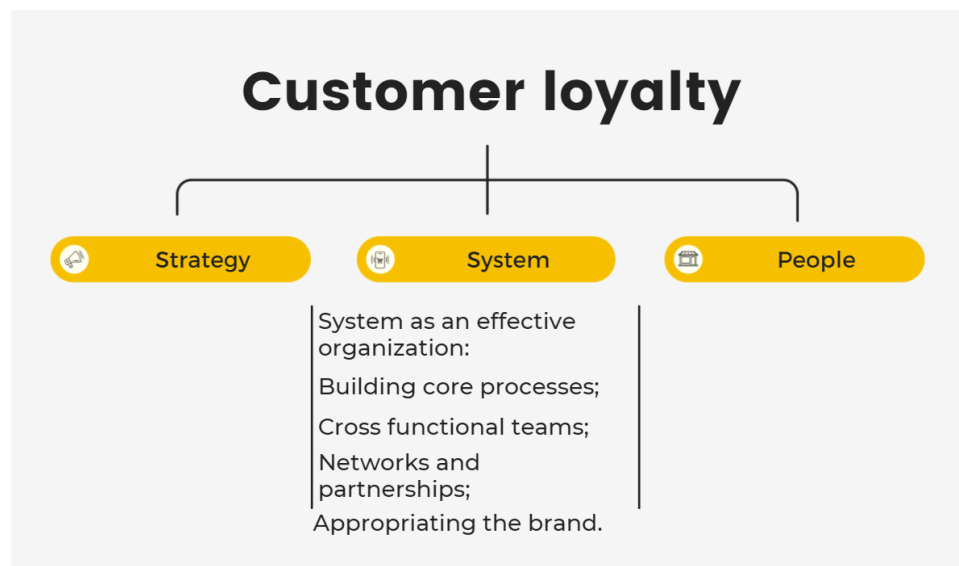 Customer loyalty
Strategy
System
People
System as an effective
organization:
Building core processes;
Cross functional teams;
Networks and
partnerships;
Appropriating the brand.